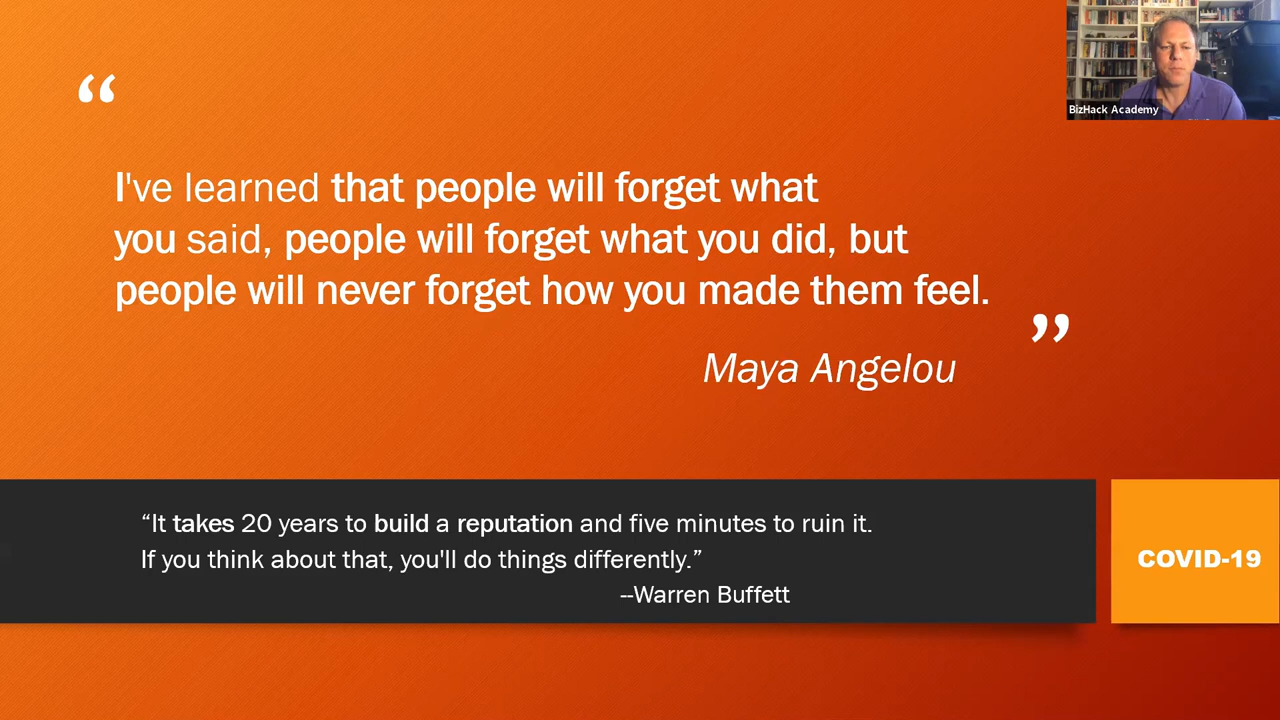 BizHack Academy
“
I've learned that people will forget what
you said, people will forget what you did, but
people will never forget how you made them feel.
”
Maya Angelou
“It takes 20 years to build a reputation and five minutes to ruin it.
If you think about that, you'll do things differently.”
--Warren Buffett
COVID-19